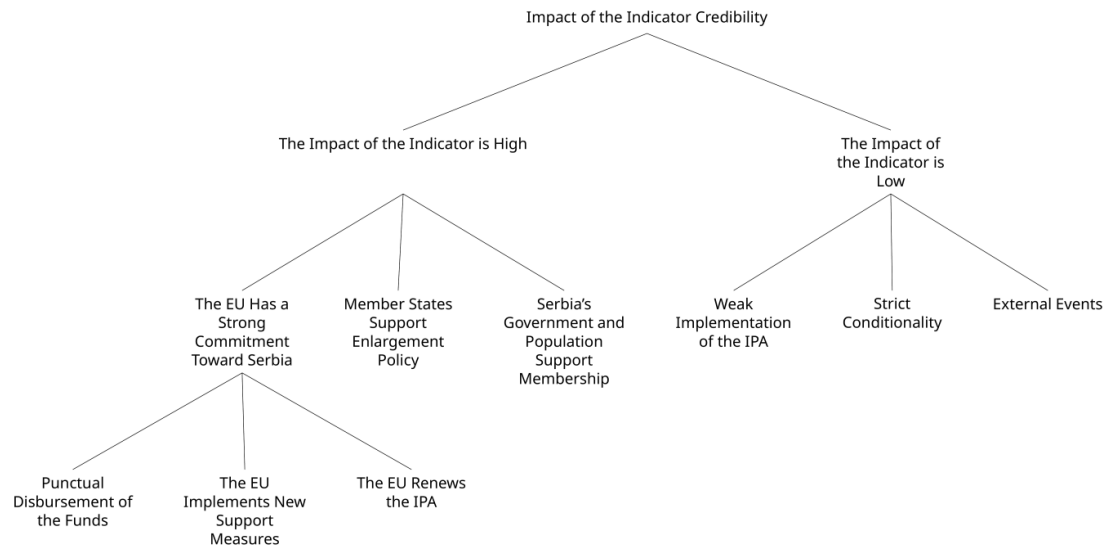 Impact of the Indicator Credibility
The Impact of the Indicator is High
The Impact of
the Indicator is
Low
The EU Has a
Strong
Commitment
Toward Serbia
Member States
Support
Enlargement
Policy
Serbia’s
Government and
Population
Support
Membership
Weak
Implementation
of the IPA
Strict
Conditionality
External Events
Punctual
Disbursement of
the Funds
The EU
Implements New
Support
Measures
The EU Renews
the IPA